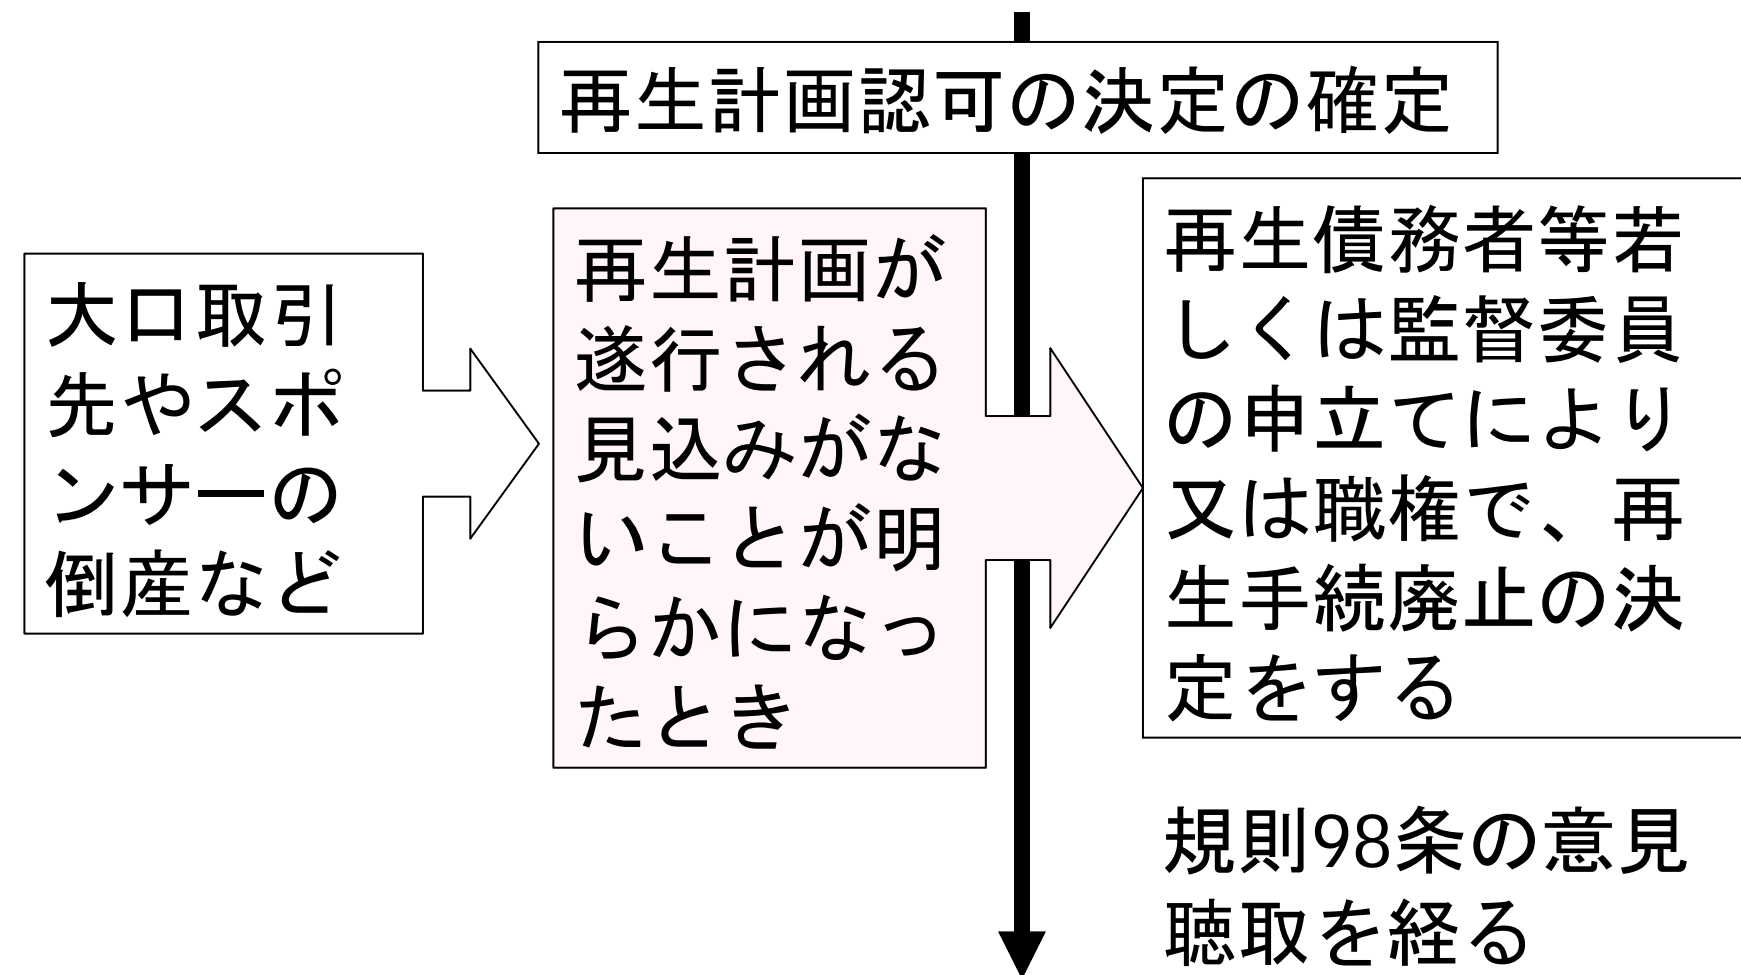 再生計画認可の決定の確定
大口取引
先やスポ
ンサーの
倒産など
再生計画が
遂行される
見込みがな
いことが明
らかになっ
たとき
再生債務者等若
しくは監督委員
の申立てにより
又は職権で、再
生手続廃止の決
定をする
規則98条の意見
聴取を経る